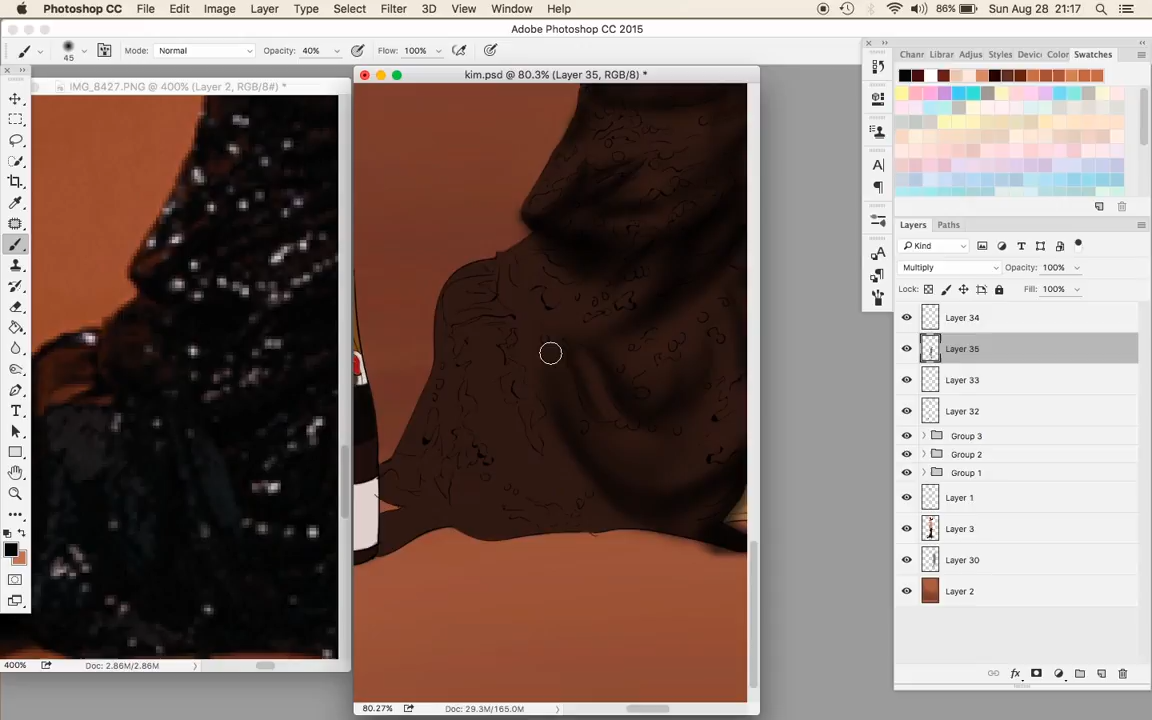 Photoshop CC File Edit Image Layer Type Select Filter 3D View Window Help 86% Sun Aug 28 21:17
Adobe Photoshop CC 2015
45 Mode: Normal Opacity: 40% Flow: 100%
Chanr Librar Adjus Styles Devic Color Swatches
IMG_8427.PNG @ 400% (Layer 2, RGB/8#) *
kim.psd @ 80.3% (Layer 35, RGB/8) *
Layers Paths
Kind
Multiply Opacity: 100%
Lock: Fill: 100%
Layer 34
Layer 35
Layer 33
Layer 32
Group 3
Group 2
Group 1
Layer 1
Layer 3
Layer 30
Layer 2
400% Doc: 2.86M/2.86M
80.27% Doc: 29.3M/165.0M